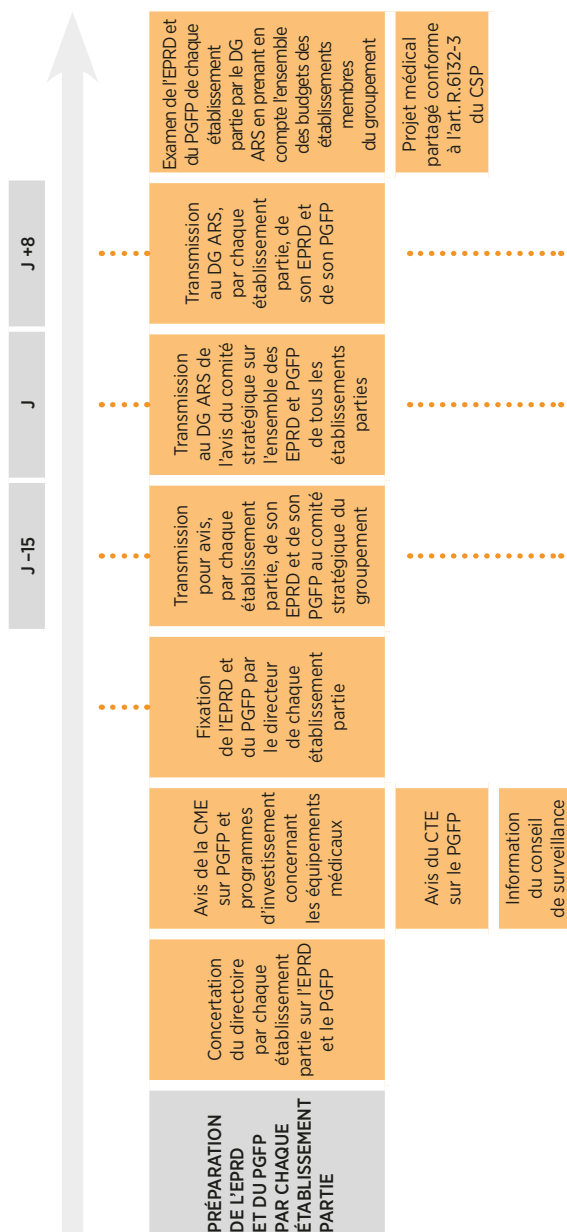 J -15
J
J +8
PRÉPARATION
DE L'EPRD
ET DU PGFP
PAR CHAQUE
ÉTABLISSEMENT
PARTIE
Concertation
du directoire
par chaque
établissement
partie sur l'EPRD
et le PGFP
Avis de la CME
sur PGFP et
programmes
d'investissement
concernant
les équipements
médicaux
Avis du CTE
sur le PGFP
Information
du conseil
de surveillance
Fixation
de l'EPRD et
du PGFP par
le directeur
de chaque
établissement
partie
Transmission
pour avis,
par chaque
établissement
partie, de son
EPRD et de son
PGFP au comité
stratégique du
groupement
Transmission
au DG ARS de
l'avis du comité
stratégique sur
l'ensemble des
EPRD et PGFP
de tous les
établissements
parties
Transmission
au DG ARS,
par chaque
établissement
partie, de
son EPRD et
de son PGFP
Examen de l'EPRD et
du PGFP de chaque
établissement
partie par le DG
ARS en prenant en
compte l'ensemble
des budgets des
établissements
membres
du groupement
Projet médical
partagé conforme
à l'art. R.6132-3
du CSP